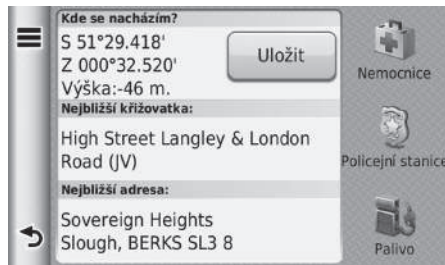 Kde se nacházím?
S 51°29.418'
Z 000°32.520'
Výška:-46 m.
Uložit
Nejbližší křižovatka:
High Street Langley & London
Road (JV)
Nejbližší adresa:
Sovereign Heights
Slough, BERKS SL3 8
Nemocnice
Policejní stanice
Palivo